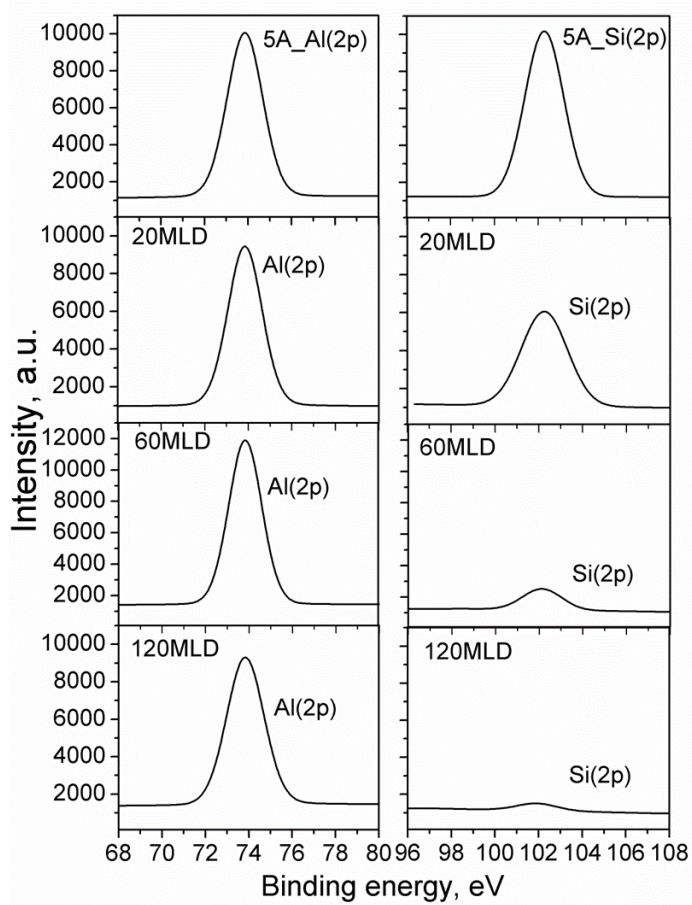 Intensity, a.u.
10000
8000
6000
4000
2000
5A_Al(2p)
5A_Si(2p)
10000
8000
6000
4000
2000
20MLD
Al(2p)
20MLD
Si(2p)
12000
10000
8000
6000
4000
2000
60MLD
Al(2p)
60MLD
Si(2p)
10000
8000
6000
4000
2000
120MLD
Al(2p)
120MLD
Si(2p)
68 70 72 74 76 78 80
96 98 100 102 104 106 108
Binding energy, eV